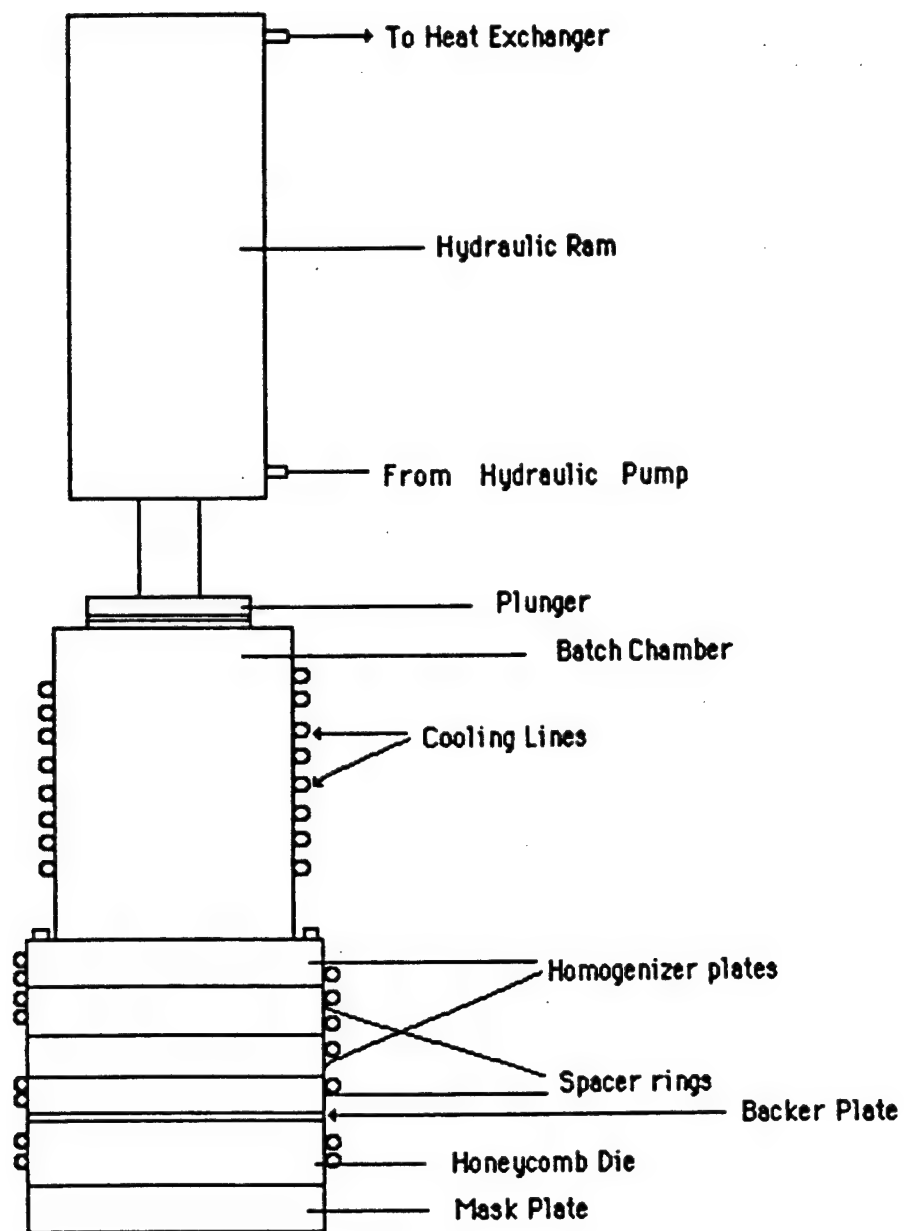 To Heat Exchanger
Hydraulic Ram
From Hydraulic Pump
Plunger
Batch Chamber
Cooling Lines
Homogenizer plates
Spacer rings
Backer Plate
Honeycomb Die
Mask Plate